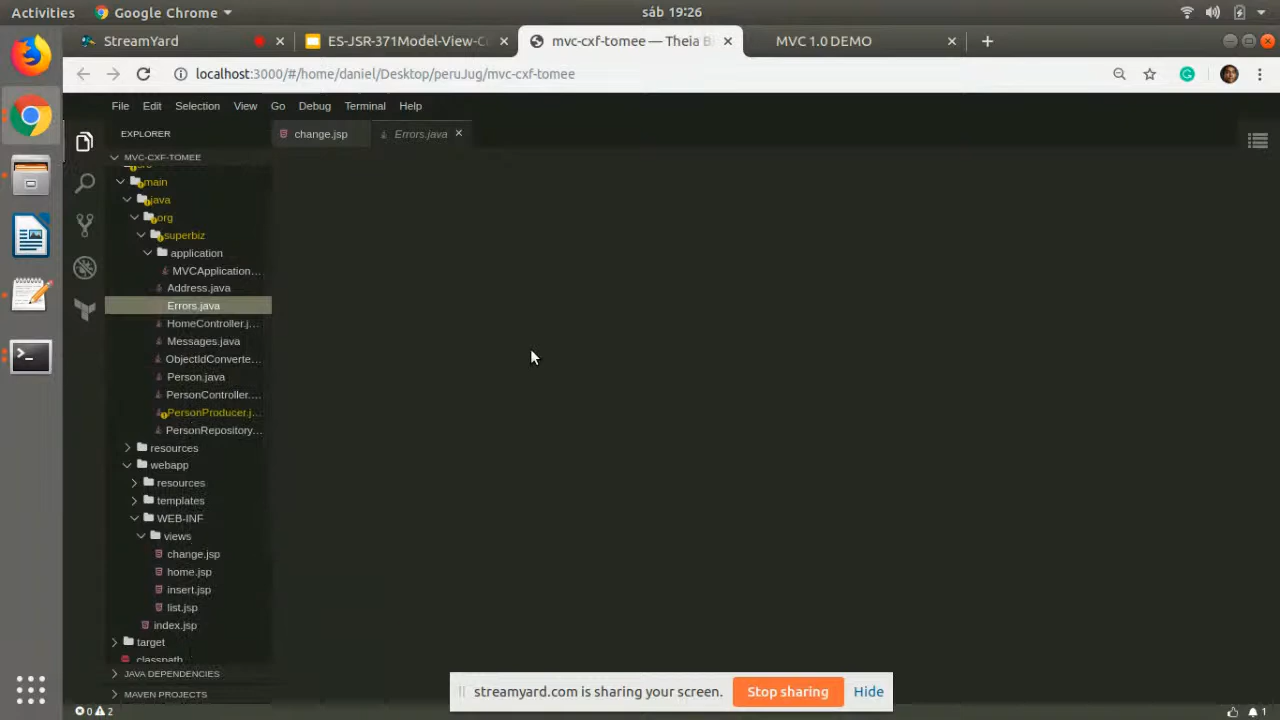 Activities
Google Chrome
sáb 19:26
StreamYard
ES-JSR-371Model-View-C
mvc-cxf-tomee — Theia B
MVC 1.0 DEMO
localhost:3000/#/home/daniel/Desktop/peruJug/mvc-cxf-tomee
File Edit Selection View Go Debug Terminal Help
EXPLORER
change.jsp
Errors.java
MVC-CXF-TOMEE
main
java
org
superbiz
application
MVCApplication...
Address.java
Errors.java
HomeController.j...
Messages.java
ObjectIdConverte...
Person.java
PersonController....
PersonProducer.j...
PersonRepository...
resources
webapp
resources
templates
WEB-INF
views
change.jsp
home.jsp
insert.jsp
list.jsp
index.jsp
target
classpath
JAVA DEPENDENCIES
MAVEN PROJECTS
streamyard.com is sharing your screen.
Stop sharing
Hide
0 2
1